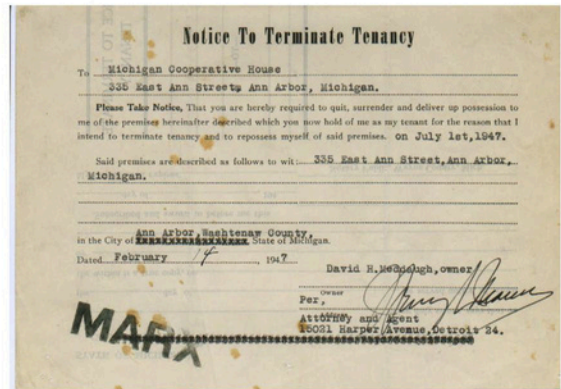 Notice To Terminate Tenancy
To Michigan Cooperative House
335 East Ann Street, Ann Arbor, Michigan.
Please Take Notice, That you are hereby required to quit, surrender and deliver up possession to
me of the premises hereinafter described which you now hold of me as my tenant for the reason that I
intend to terminate tenancy and to repossess myself of said premises. on July 1st,1947.
Said premises are described as follows to wit: 335 East Ann Street,Ann Arbor,
Michigan.
Ann Arbor,Washtenaw County,
in the City of State of Michigan.
Dated February 14, 1947
David H. Meddaugh,owner
Owner
Per,
Attorney and Agent
15021 Harper Avenue,Detroit 24.
MARX